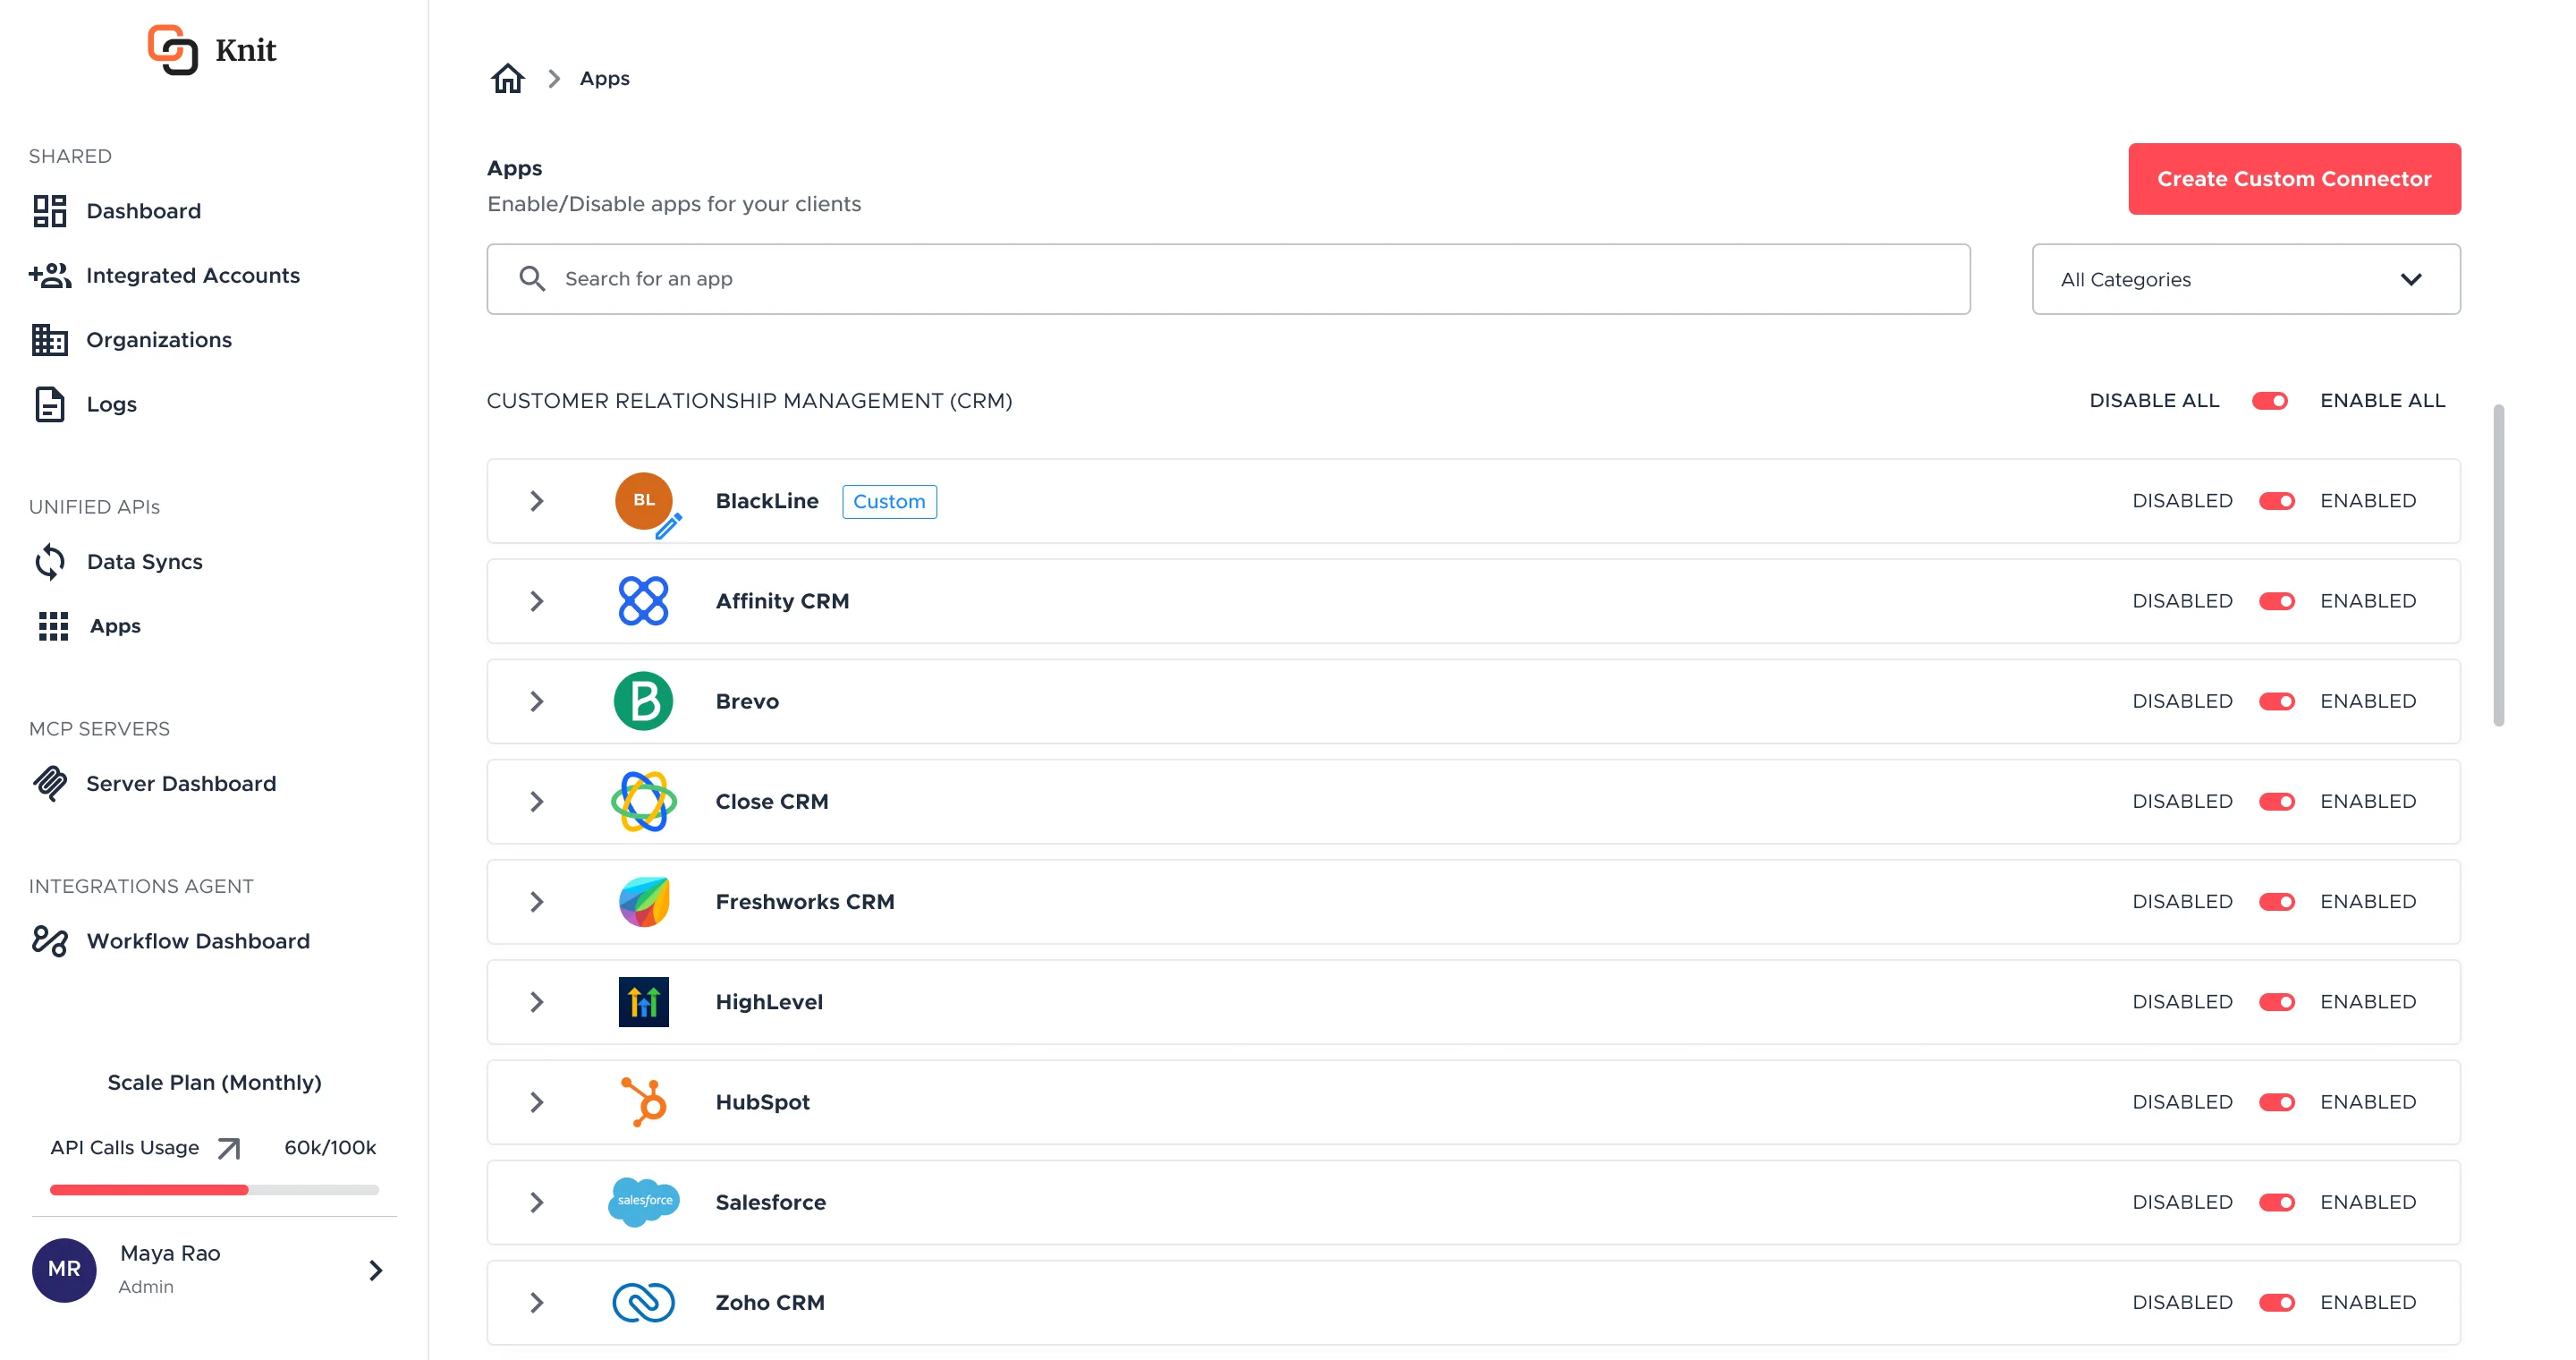 Knit
SHARED
Dashboard
Integrated Accounts
Organizations
Logs
UNIFIED APIs
Data Syncs
Apps
MCP SERVERS
Server Dashboard
INTEGRATIONS AGENT
Workflow Dashboard
Scale Plan (Monthly)
API Calls Usage 60k/100k
MR
Maya Rao
Admin
Apps
Apps
Enable/Disable apps for your clients
Create Custom Connector
Search for an app
All Categories
CUSTOMER RELATIONSHIP MANAGEMENT (CRM) DISABLE ALL ENABLE ALL
BL BlackLine Custom DISABLED ENABLED
Affinity CRM DISABLED ENABLED
B Brevo DISABLED ENABLED
Close CRM DISABLED ENABLED
Freshworks CRM DISABLED ENABLED
HighLevel DISABLED ENABLED
HubSpot DISABLED ENABLED
salesforce Salesforce DISABLED ENABLED
Zoho CRM DISABLED ENABLED